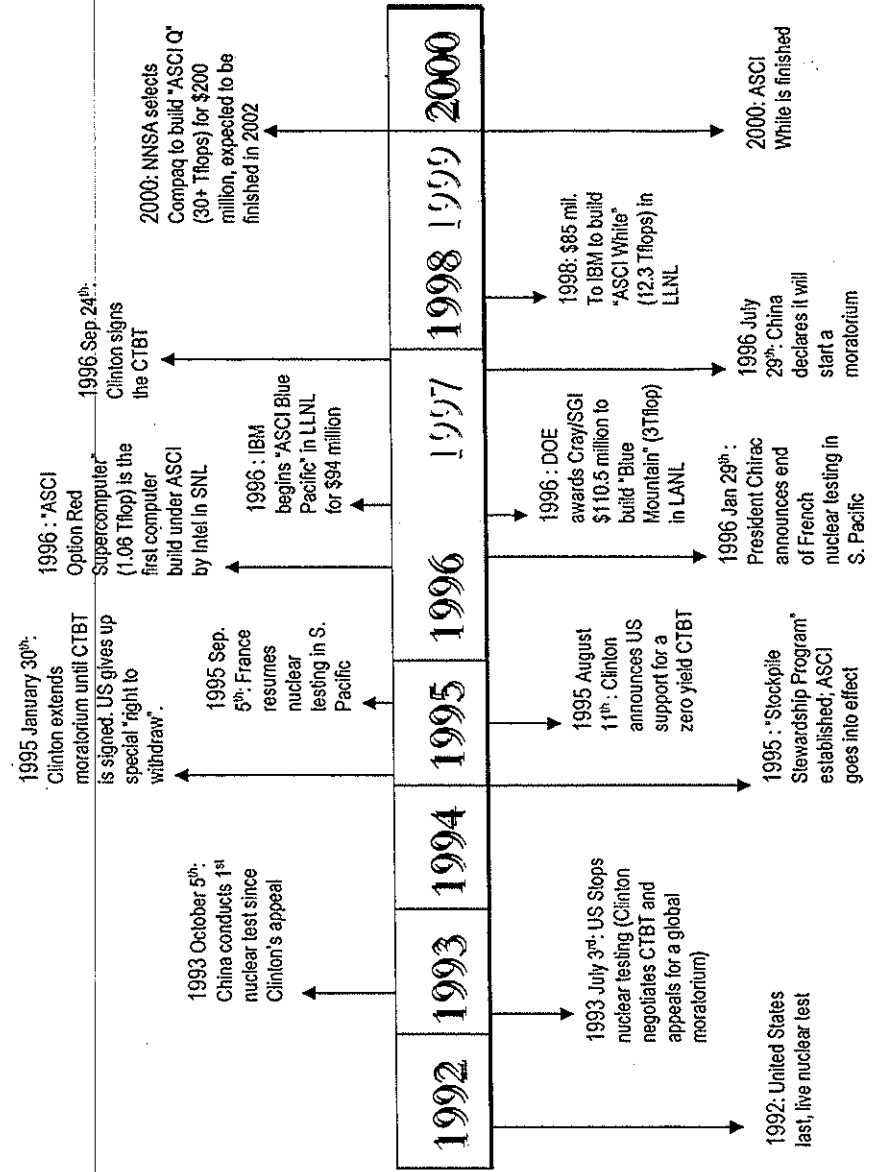 1992: United States
last, live nuclear test
1993 July 3rd: US Stops
nuclear testing (Clinton
negotiates CTBT and
appeals for a global
moratorium)
1993 October 5th:
China conducts 1st
nuclear test since
Clinton's appeal
1995 : "Stockpile
Stewardship Program"
established; ASCI
goes into effect
1995 January 30th:
Clinton extends
moratorium until CTBT
is signed. US gives up
special "right to
withdraw".
1995 August
11th : Clinton
announces US
support for a
zero yield CTBT
1995 Sep.
5th: France
resumes
nuclear
testing in S.
Pacific
1996 Jan 29th :
President Chirac
announces end
of French
nuclear testing in
S. Pacific
1996 : "ASCI
Option Red
Supercomputer"
(1.06 Tflop) is the
first computer
build under ASCI
by Intel in SNL
1996 : DOE
awards Cray/SGI
$110.5 million to
build "Blue
Mountain" (3Tflop)
in LANL
1996 : IBM
begins "ASCI Blue
Pacific" in LLNL
for $94 million
1996 July
29th: China
declares it will
start a
moratorium
1996 Sep 24th:
Clinton signs
the CTBT
1998: $85 mil.
To IBM to build
"ASCI White"
(12.3 Tflops) in
LLNL
2000: NNSA selects
Compaq to build "ASCI Q"
(30+ Tflops) for $200
million, expected to be
finished in 2002
2000: ASCI
White is finished
1992 1993 1994 1995 1996 1997 1998 1999 2000